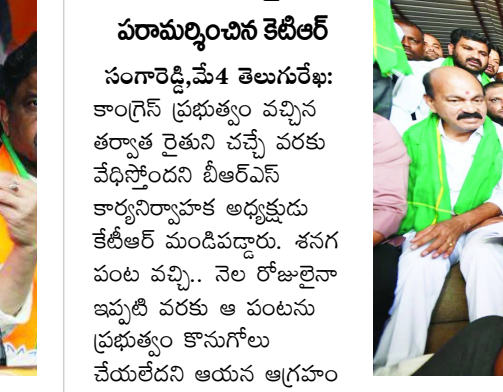 పరామర్శించిన కెటిఆర్
సంగారెడ్డి,మే4 తెలుగురేఖ:
కాంగ్రెస్ ప్రభుత్వం వచ్చిన
తర్వాత రైతుని చచ్చే వరకు
వేధిస్తోందని బీఆర్ఎస్
కార్యనిర్వాహక అధ్యక్షుడు
కేటీఆర్ మండిపడ్డారు. శనగ
పంట వచ్చి.. నెల రోజులైనా
ఇప్పటి వరకు ఆ పంటను
ప్రభుత్వం కొనుగోలు
చేయలేదని ఆయన ఆగ్రహం